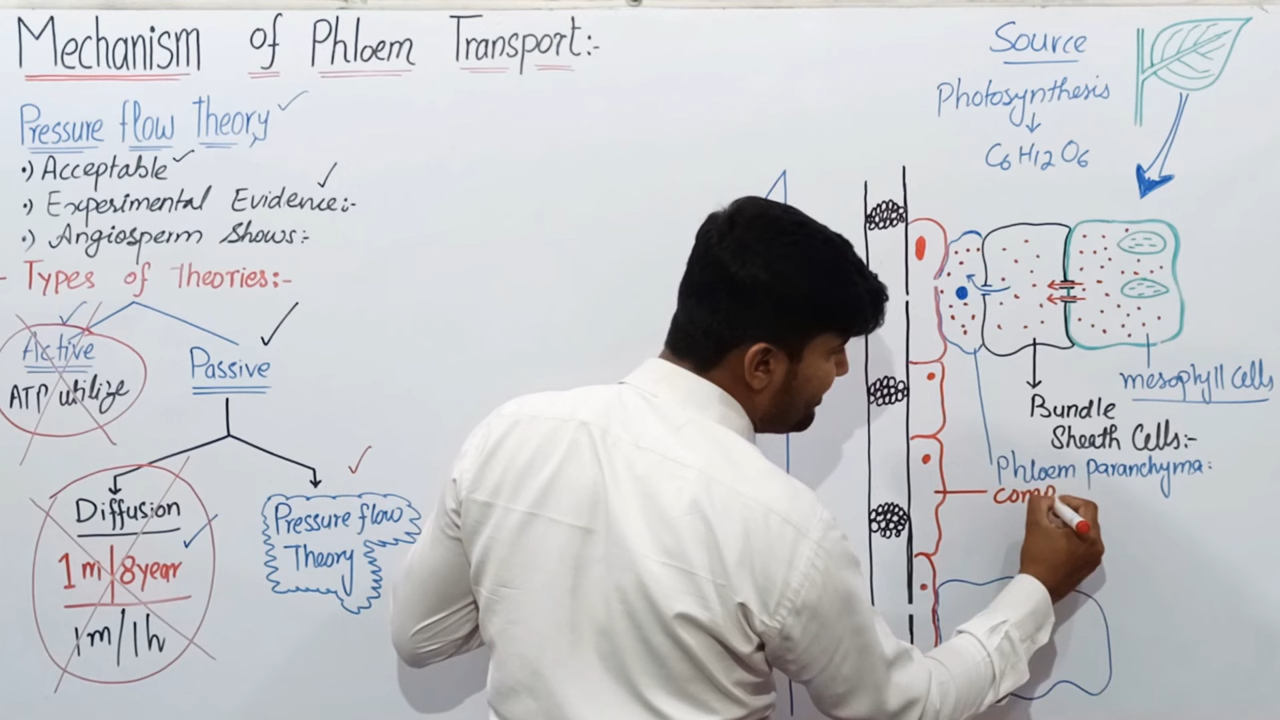 Mechanism of Phloem Transport:-
Pressure flow Theory
·) Acceptable
·) Experimental Evidence:-
·) Angiosperm Shows:-
- Types of Theories:-
Active
ATP utilize
Passive
Diffusion
1m/8year
1m/1h
Pressure flow
Theory
Source
Photosynthesis
↓
C6H12O6
mesophyll cells
Bundle
Sheath Cells:-
Phloem paranchyma:
com